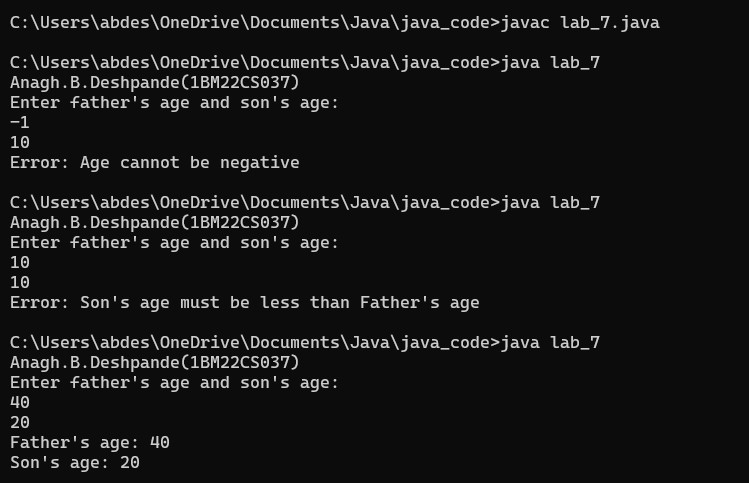 C:\Users\abdes\OneDrive\Documents\Java\java_code>javac lab_7.java
C:\Users\abdes\OneDrive\Documents\Java\java_code>java lab_7
Anagh.B.Deshpande(1BM22CS037)
Enter father's age and son's age:
-1
10
Error: Age cannot be negative
C:\Users\abdes\OneDrive\Documents\Java\java_code>java lab_7
Anagh.B.Deshpande(1BM22CS037)
Enter father's age and son's age:
10
10
Error: Son's age must be less than Father's age
C:\Users\abdes\OneDrive\Documents\Java\java_code>java lab_7
Anagh.B.Deshpande(1BM22CS037)
Enter father's age and son's age:
40
20
Father's age: 40
Son's age: 20